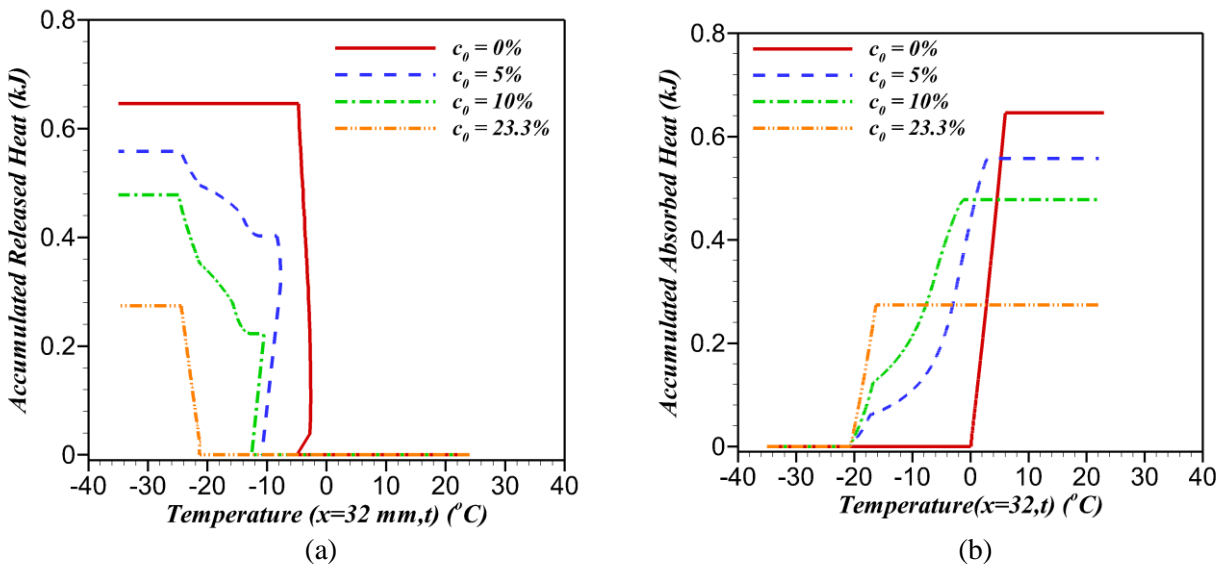 Accumulated Released Heat (kJ)
0.8
0.6
0.4
0.2
0
c₀ = 0%
c₀ = 5%
c₀ = 10%
c₀ = 23.3%
-40 -30 -20 -10 0 10 20 30 40
Temperature (x=32 mm,t) (°C)
(a)
Accumulated Absorbed Heat (kJ)
0.8
0.6
0.4
0.2
0
c₀ = 0%
c₀ = 5%
c₀ = 10%
c₀ = 23.3%
-40 -30 -20 -10 0 10 20 30 40
Temperature(x=32,t) (°C)
(b)